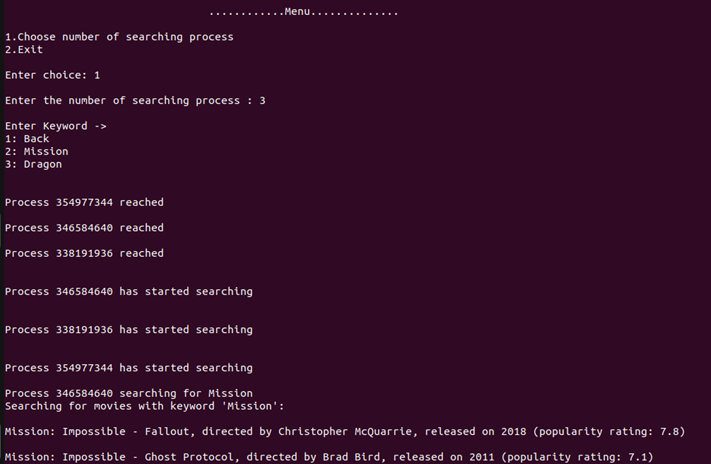 ............Menu..............
1.Choose number of searching process
2.Exit
Enter choice: 1
Enter the number of searching process : 3
Enter Keyword ->
1: Back
2: Mission
3: Dragon
Process 354977344 reached
Process 346584640 reached
Process 338191936 reached
Process 346584640 has started searching
Process 338191936 has started searching
Process 354977344 has started searching
Process 346584640 searching for Mission
Searching for movies with keyword 'Mission':
Mission: Impossible - Fallout, directed by Christopher McQuarrie, released on 2018 (popularity rating: 7.8)
Mission: Impossible - Ghost Protocol, directed by Brad Bird, released on 2011 (popularity rating: 7.1)